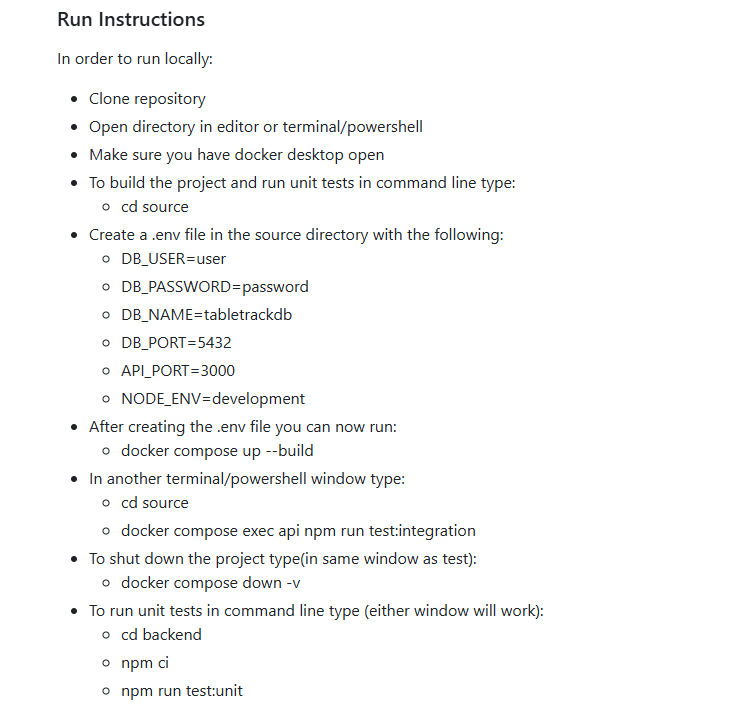 Run Instructions
In order to run locally:
Clone repository
Open directory in editor or terminal/powershell
Make sure you have docker desktop open
To build the project and run unit tests in command line type:
cd source
Create a .env file in the source directory with the following:
DB_USER=user
DB_PASSWORD=password
DB_NAME=tabletrackdb
DB_PORT=5432
API_PORT=3000
NODE_ENV=development
After creating the .env file you can now run:
docker compose up --build
In another terminal/powershell window type:
cd source
docker compose exec api npm run test:integration
To shut down the project type(in same window as test):
docker compose down -v
To run unit tests in command line type (either window will work):
cd backend
npm ci
npm run test:unit